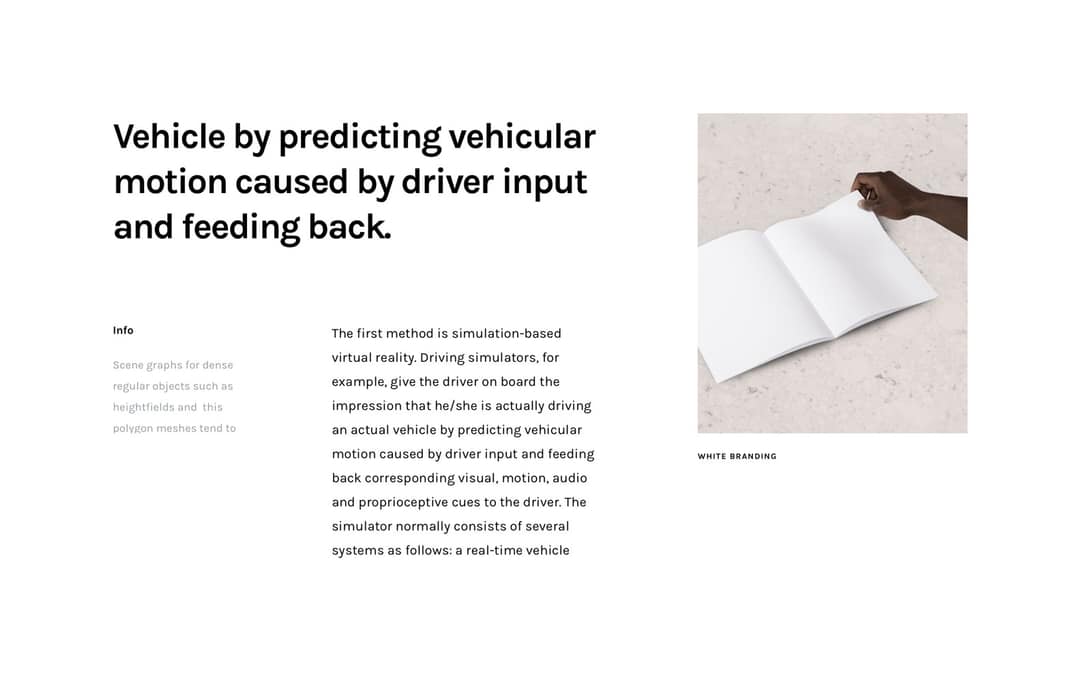 Vehicle by predicting vehicular
motion caused by driver input
and feeding back.
Info
Scene graphs for dense
regular objects such as
heightfields and  this
polygon meshes tend to
The first method is simulation-based
virtual reality. Driving simulators, for
example, give the driver on board the
impression that he/she is actually driving
an actual vehicle by predicting vehicular
motion caused by driver input and feeding
back corresponding visual, motion, audio
and proprioceptive cues to the driver. The
simulator normally consists of several
systems as follows: a real-time vehicle
WHITE BRANDING